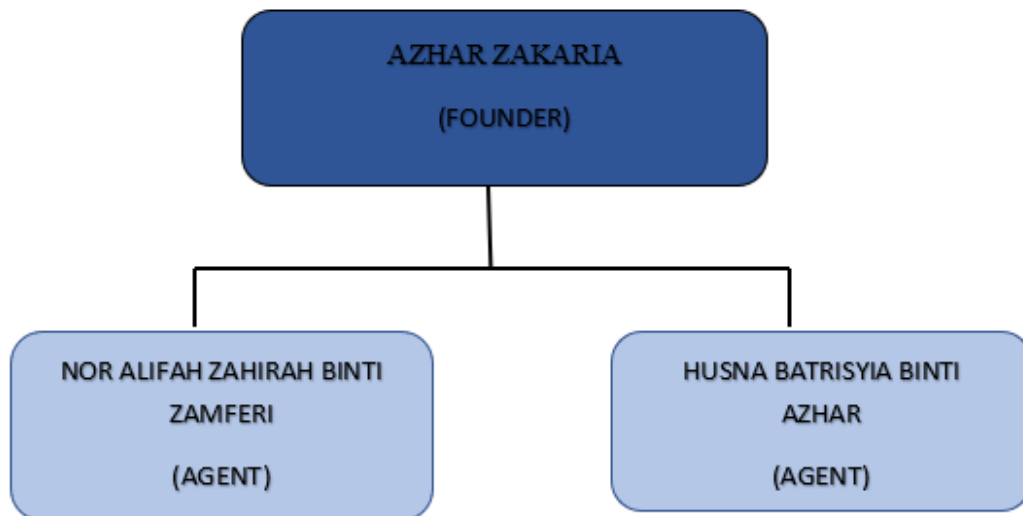 AZHAR ZAKARIA
(FOUNDER)
NOR ALIFAH ZAHIRAH BINTI
ZAMFERI
(AGENT)
HUSNA BATRISYIA BINTI
AZHAR
(AGENT)